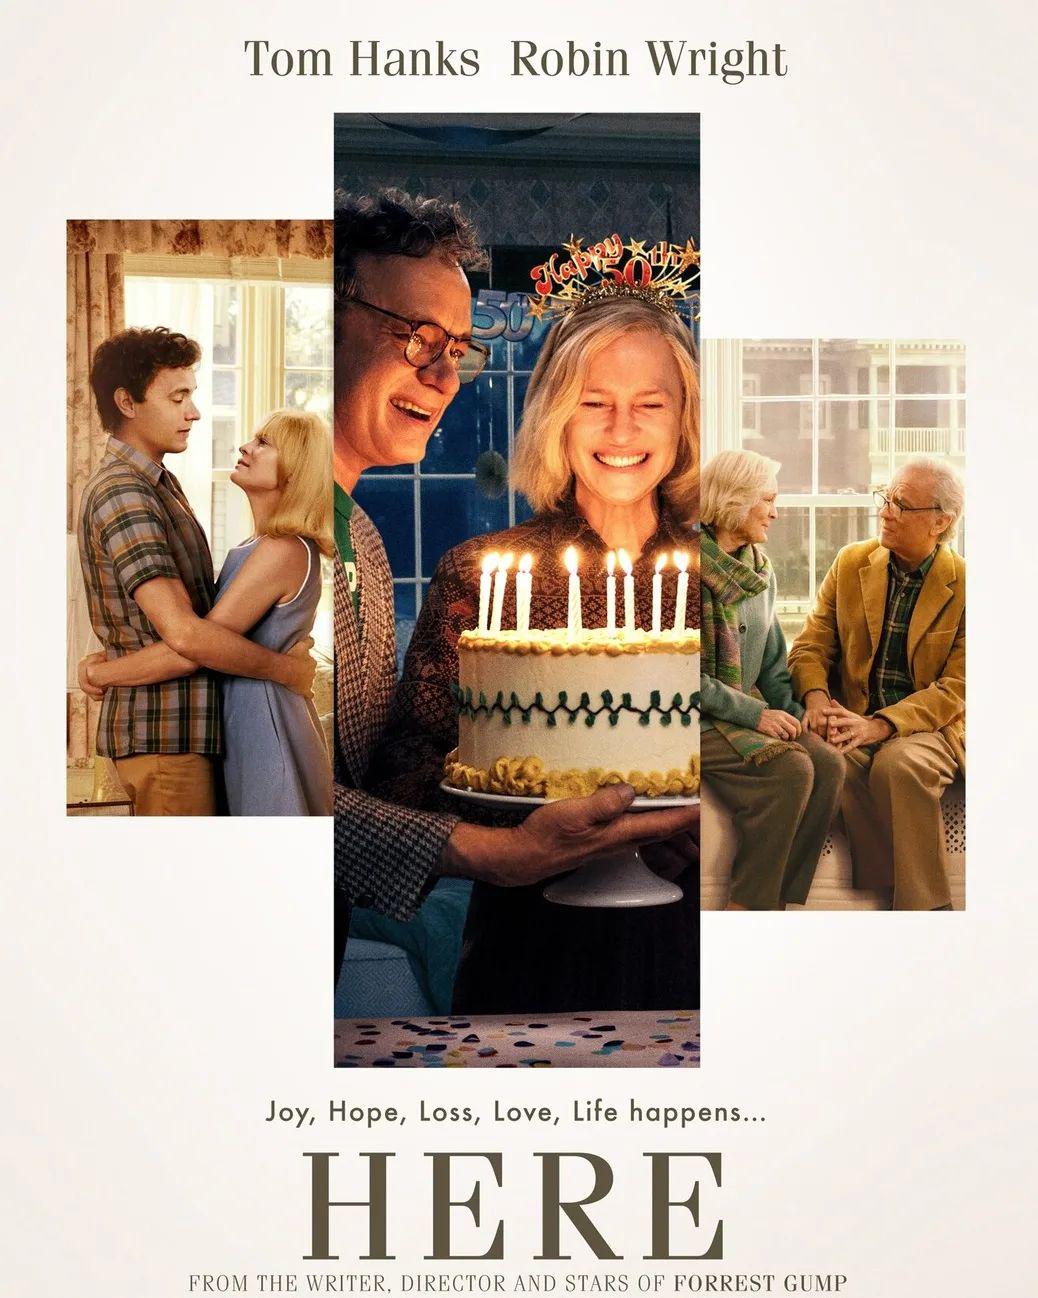 Tom Hanks Robin Wright
Happy
50th
50
Joy, Hope, Loss, Love, Life happens...
HERE
FROM THE WRITER, DIRECTOR AND STARS OF FORREST GUMP